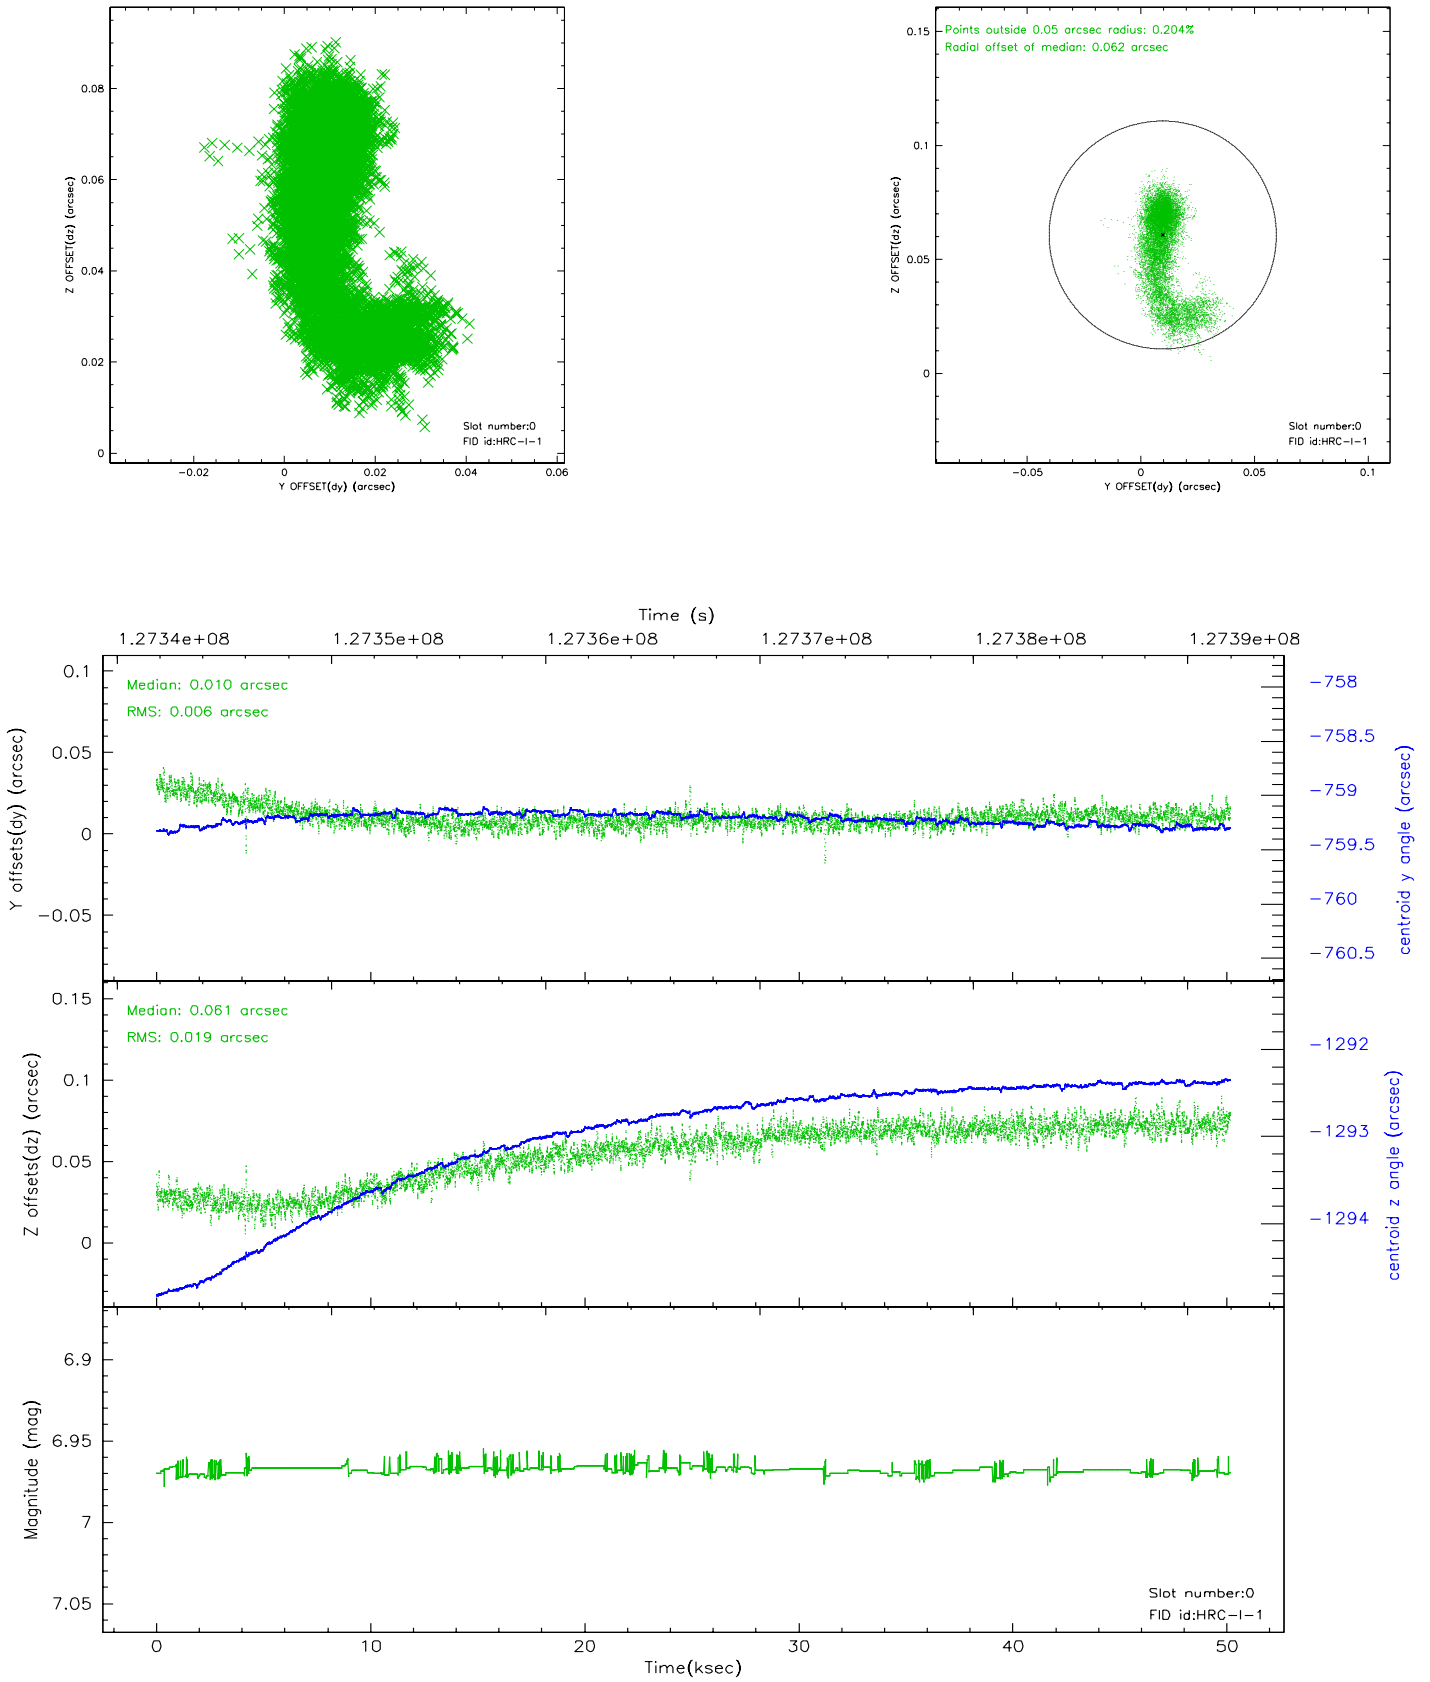 0.08
0.06
0.04
0.02
0
Z OFFSET(dz) (arcsec)
Slot number:0
FID id:HRC-I-1
-0.02
0
0.02
0.04
0.06
Y OFFSET(dy) (arcsec)
Points outside 0.05 arcsec radius: 0.204%
Radial offset of median: 0.062 arcsec
0.15
0.1
0.05
0
Z OFFSET(dz) (arcsec)
Slot number:0
FID id:HRC-I-1
-0.05
0
0.05
0.1
Y OFFSET(dy) (arcsec)
Time (s)
1.2734e+08
1.2735e+08
1.2736e+08
1.2737e+08
1.2738e+08
1.2739e+08
Median: 0.010 arcsec
RMS: 0.006 arcsec
0.1
0.05
0
-0.05
Y offsets(dy) (arcsec)
-758
-758.5
-759
-759.5
-760
-760.5
centroid y angle (arcsec)
Median: 0.061 arcsec
RMS: 0.019 arcsec
0.15
0.1
0.05
0
Z offsets(dz) (arcsec)
-1292
-1293
-1294
centroid z angle (arcsec)
6.9
6.95
7
7.05
Magnitude (mag)
Slot number:0
FID id:HRC-I-1
0
10
20
30
40
50
Time(ksec)